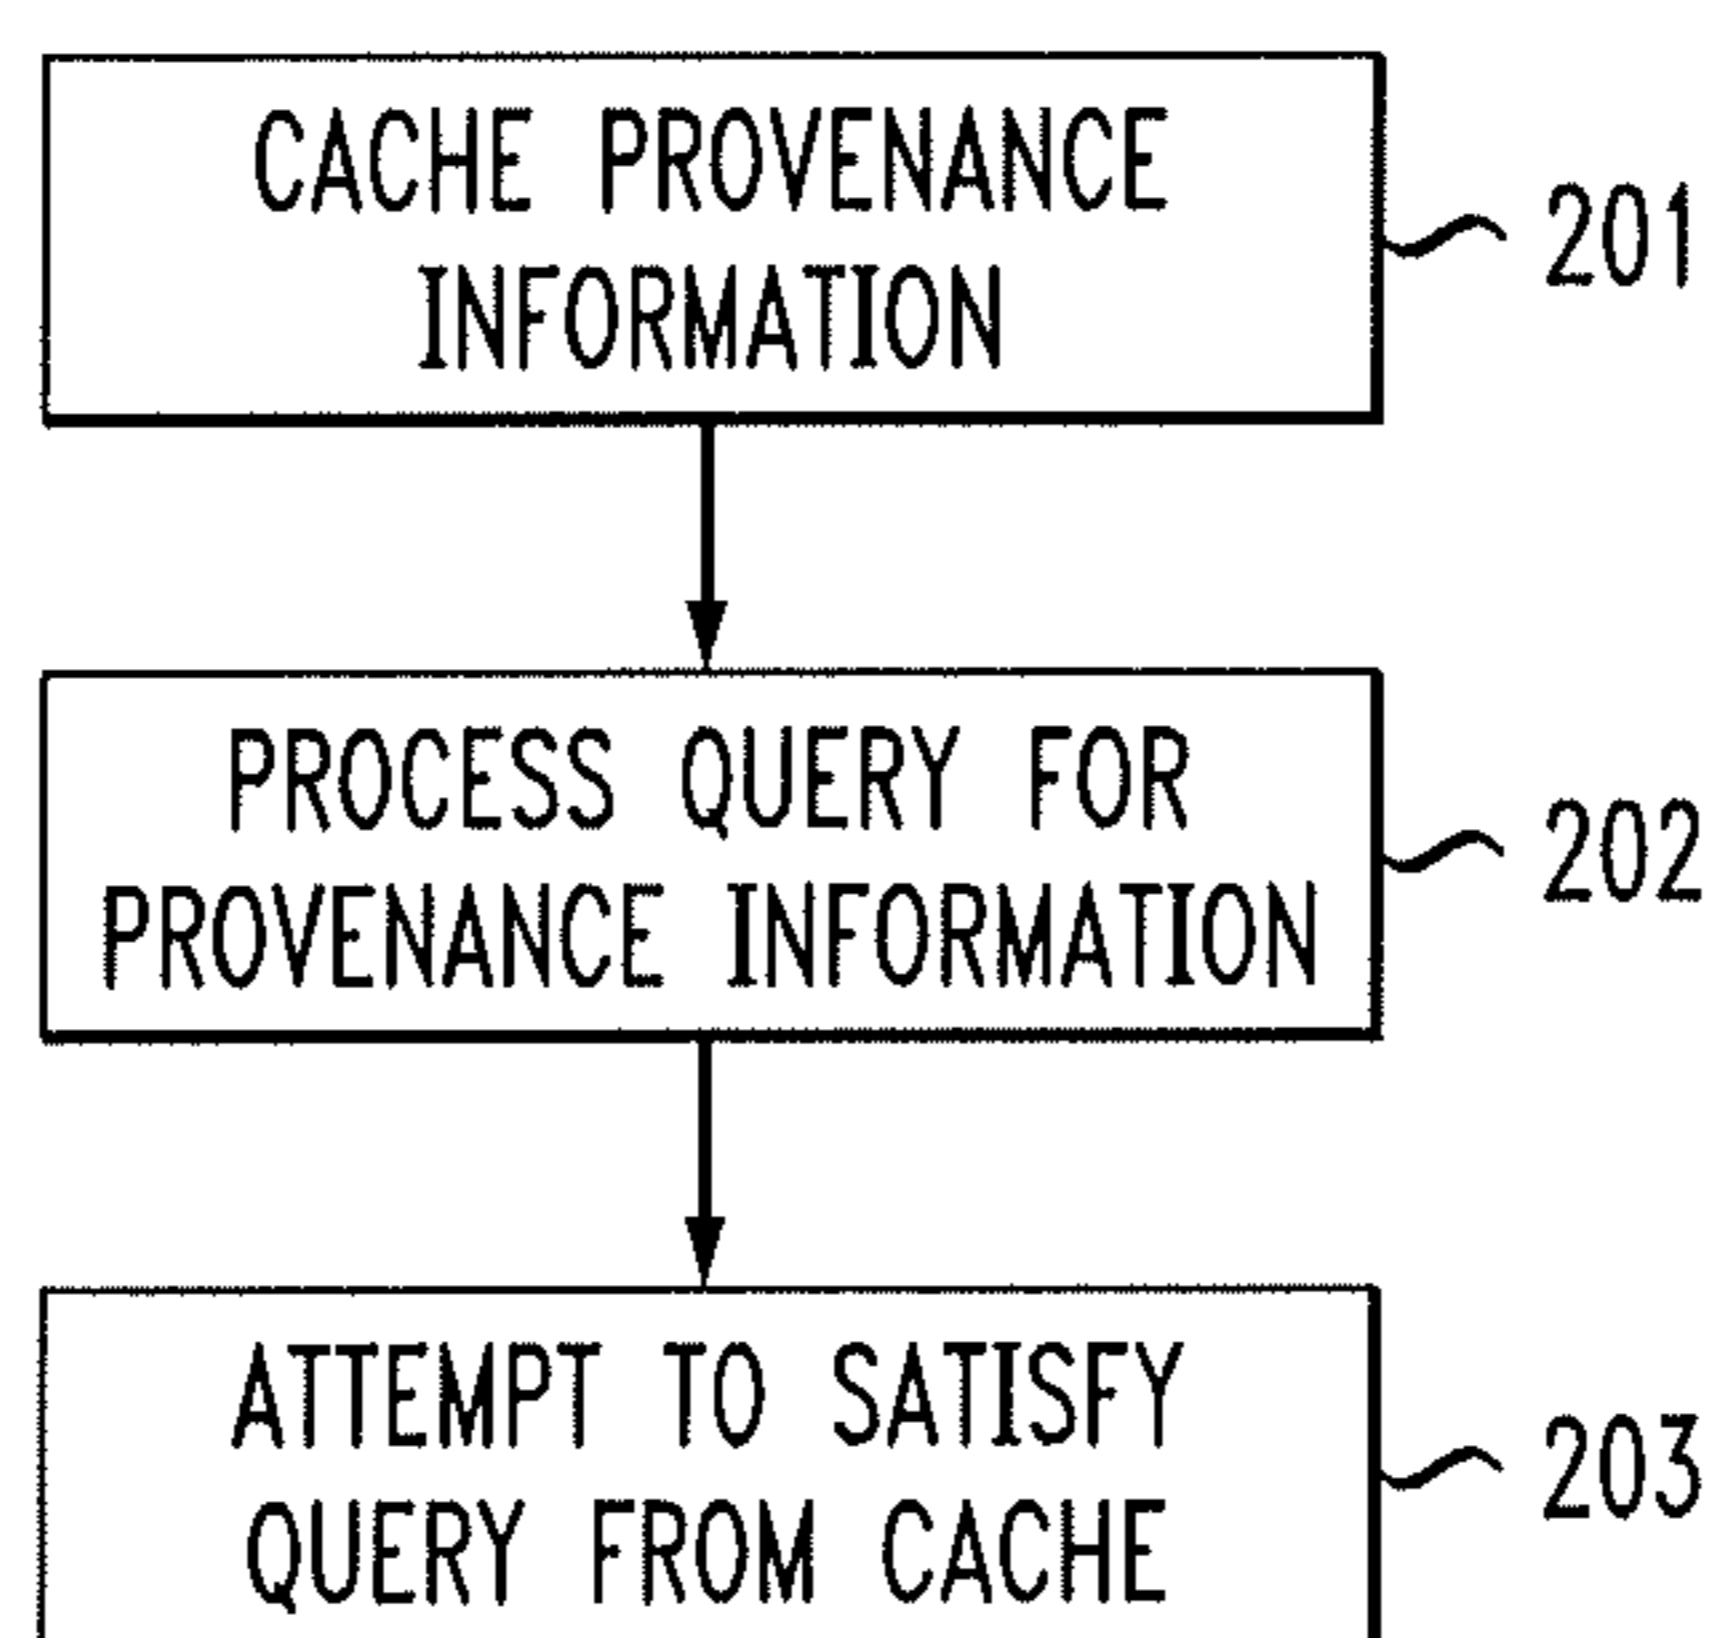 CACHE PROVENANCE
INFORMATION
201
PROCESS QUERY FOR
PROVENANCE INFORMATION
202
ATTEMPT TO SATISFY
QUERY FROM CACHE
203